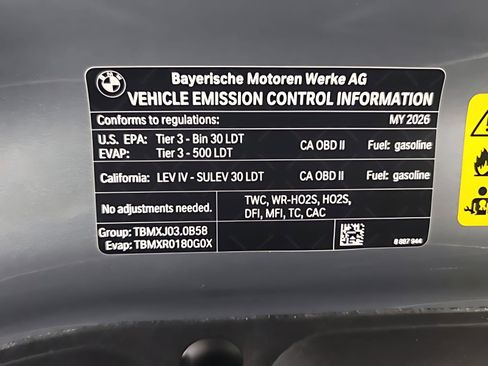 BMW
Bayerische Motoren Werke AG
VEHICLE EMISSION CONTROL INFORMATION
Conforms to regulations: MY 2026
U.S. EPA: Tier 3 - Bin 30 LDT CA OBD II Fuel: gasoline
EVAP: Tier 3 - 500 LDT
California: LEV IV - SULEV 30 LDT CA OBD II Fuel: gasoline
No adjustments needed.
TWC, WR-HO2S, HO2S,
DFI, MFI, TC, CAC
Group: TBMXJ03.0B58
Evap: TBMXR0180G0X
8 887 944